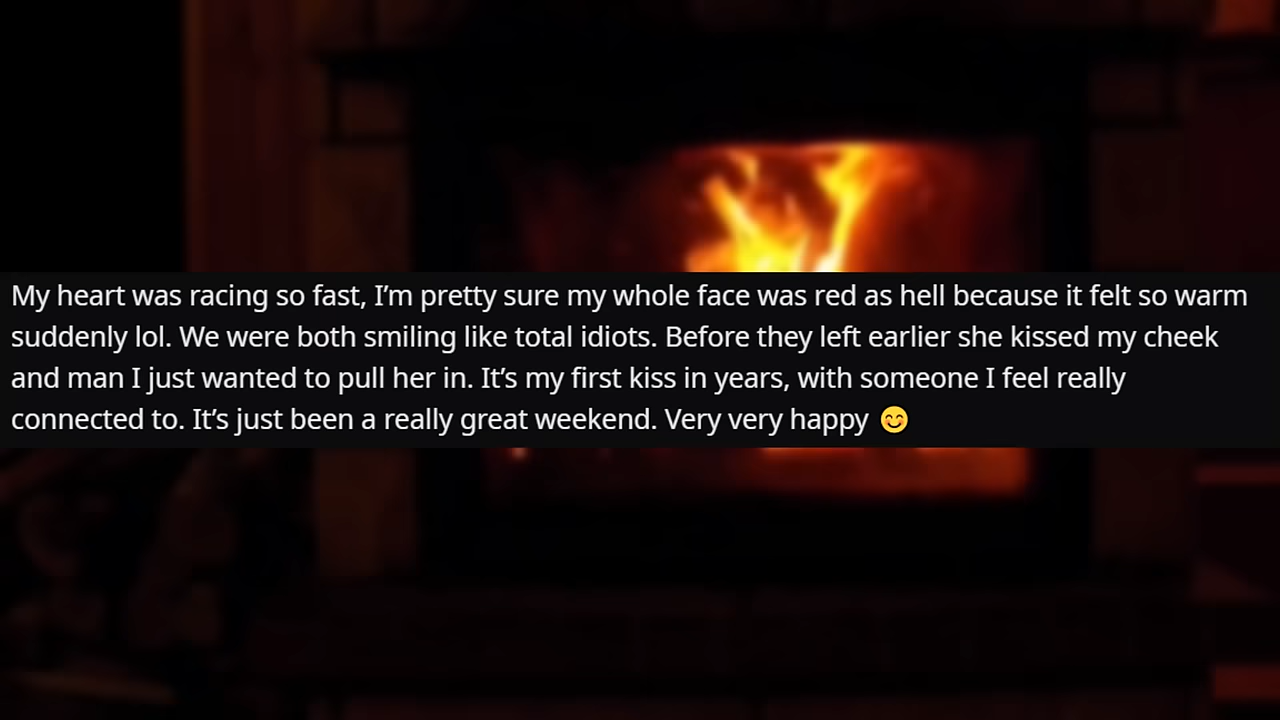 My heart was racing so fast, I’m pretty sure my whole face was red as hell because it felt so warm
suddenly lol. We were both smiling like total idiots. Before they left earlier she kissed my cheek
and man I just wanted to pull her in. It’s my first kiss in years, with someone I feel really
connected to. It’s just been a really great weekend. Very very happy 😊